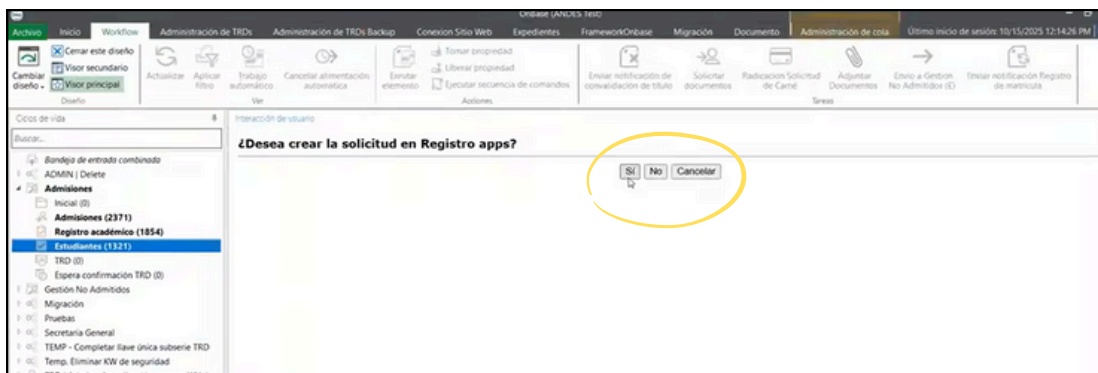 OnBase (ANDES Test)
Archivo Inicio Workflow Administración de TRDs Administración de TRDs Backup Conexion Sitio Web Expedientes FrameworkOnbase Migración Documento Administración de cola Último inicio de sesión: 10/15/2025 12:14:26 PM
Cambiar diseño
Cerrar este diseño
Visor secundario
Visor principal
Diseño
Actualizar
Aplicar filtro
Trabajo automático
Cancelar alimentación automática
Ver
Enrutar elemento
Tomar propiedad
Liberar propiedad
Ejecutar secuencia de comandos
Acciones
Enviar notificación de convalidación de título
Solicitar documentos
Radicacion Solicitud de Carné
Adjuntar Documentos
Envio a Gestion No Admitidos (E)
Enviar notificación Registro de matricula
Tareas
Ciclos de vida
Buscar...
Bandeja de entrada combinada
ADMIN | Delete
Admisiones
Inicial (0)
Admisiones (2371)
Registro académico (1854)
Estudiantes (1321)
TRD (0)
Espera confirmación TRD (0)
Gestión No Admitidos
Migración
Pruebas
Secretaria General
TEMP - Completar llave única subserie TRD
Temp. Eliminar KW de seguridad
Interacción de usuario
¿Desea crear la solicitud en Registro apps?
Sí No Cancelar